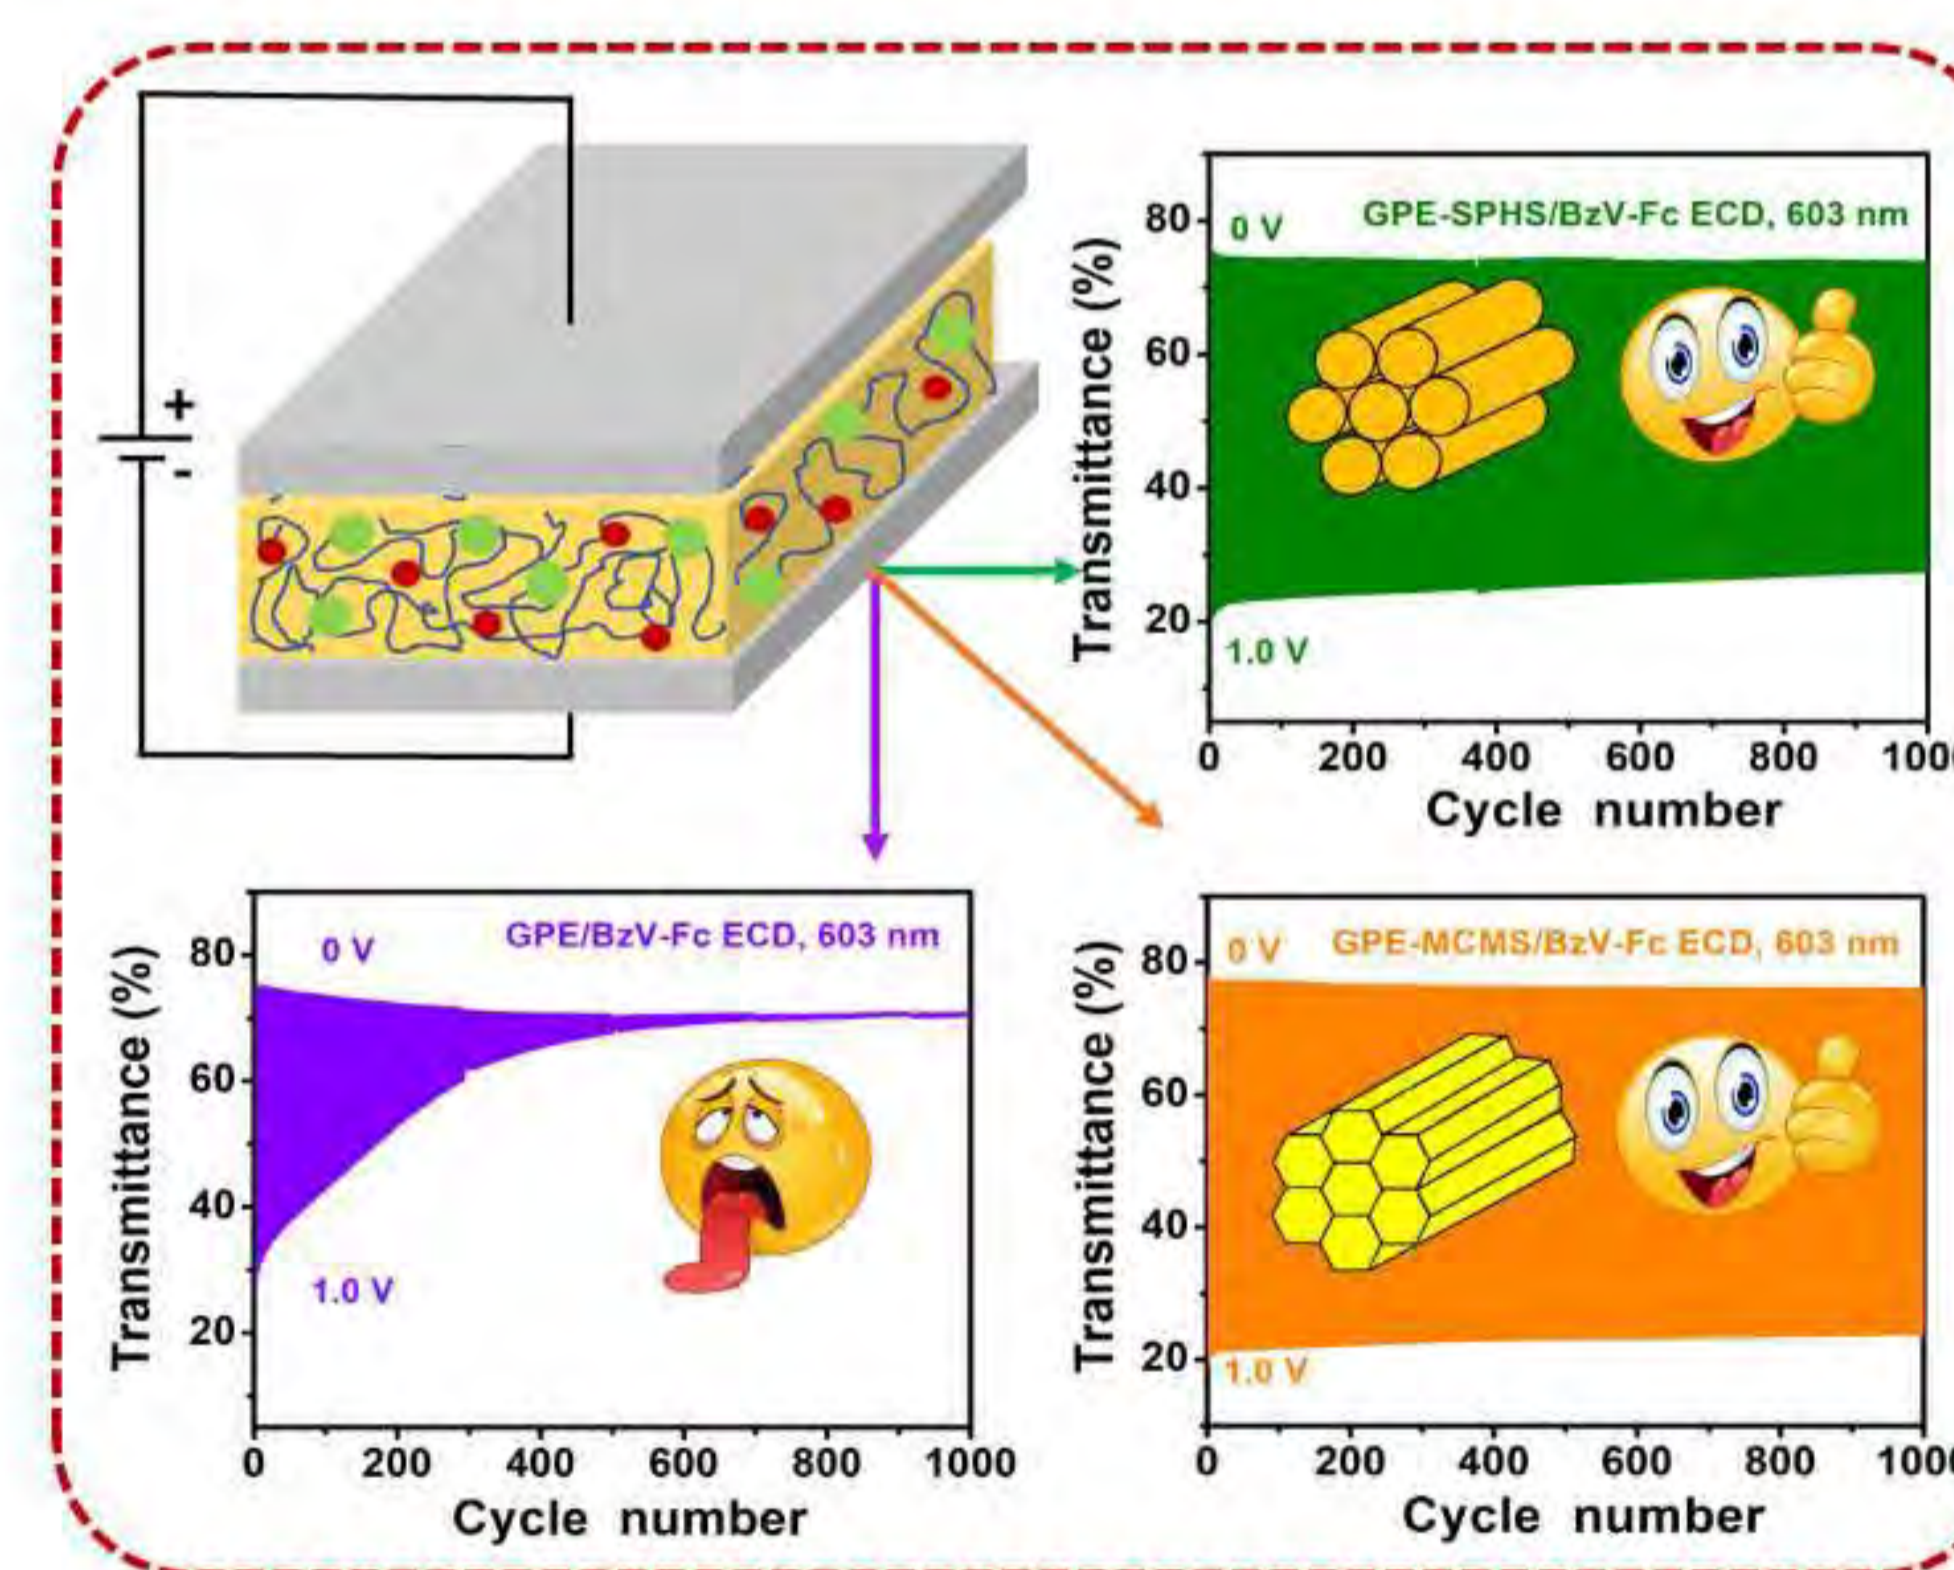 +
-
GPE-SPHS/BzV-Fc ECD, 603 nm
0 V
1.0 V
Transmittance (%)
80
60
40
20
0 200 400 600 800
Cycle number
GPE/BzV-Fc ECD, 603 nm
0 V
1.0 V
Transmittance (%)
80
60
40
20
0 200 400 600 800 1000
Cycle number
GPE-MCMS/BzV-Fc ECD, 603 nm
0 V
1.0 V
Transmittance (%)
80
60
40
20
0 200 400 600 800
Cycle number